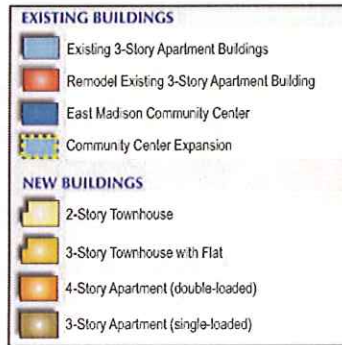 EXISTING BUILDINGS
Existing 3-Story Apartment Buildings
Remodel Existing 3-Story Apartment Building
East Madison Community Center
Community Center Expansion
NEW BUILDINGS
2-Story Townhouse
3-Story Townhouse with Flat
4-Story Apartment (double-loaded)
3-Story Apartment (single-loaded)